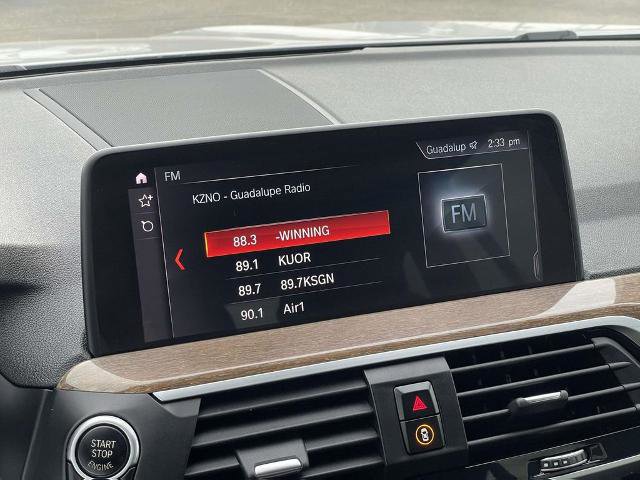 Guadalup 2:33 pm
FM
KZNO - Guadalupe Radio
88.3 -WINNING
89.1 KUOR
89.7 89.7KSGN
90.1 Air1
FM
START
STOP
ENGINE